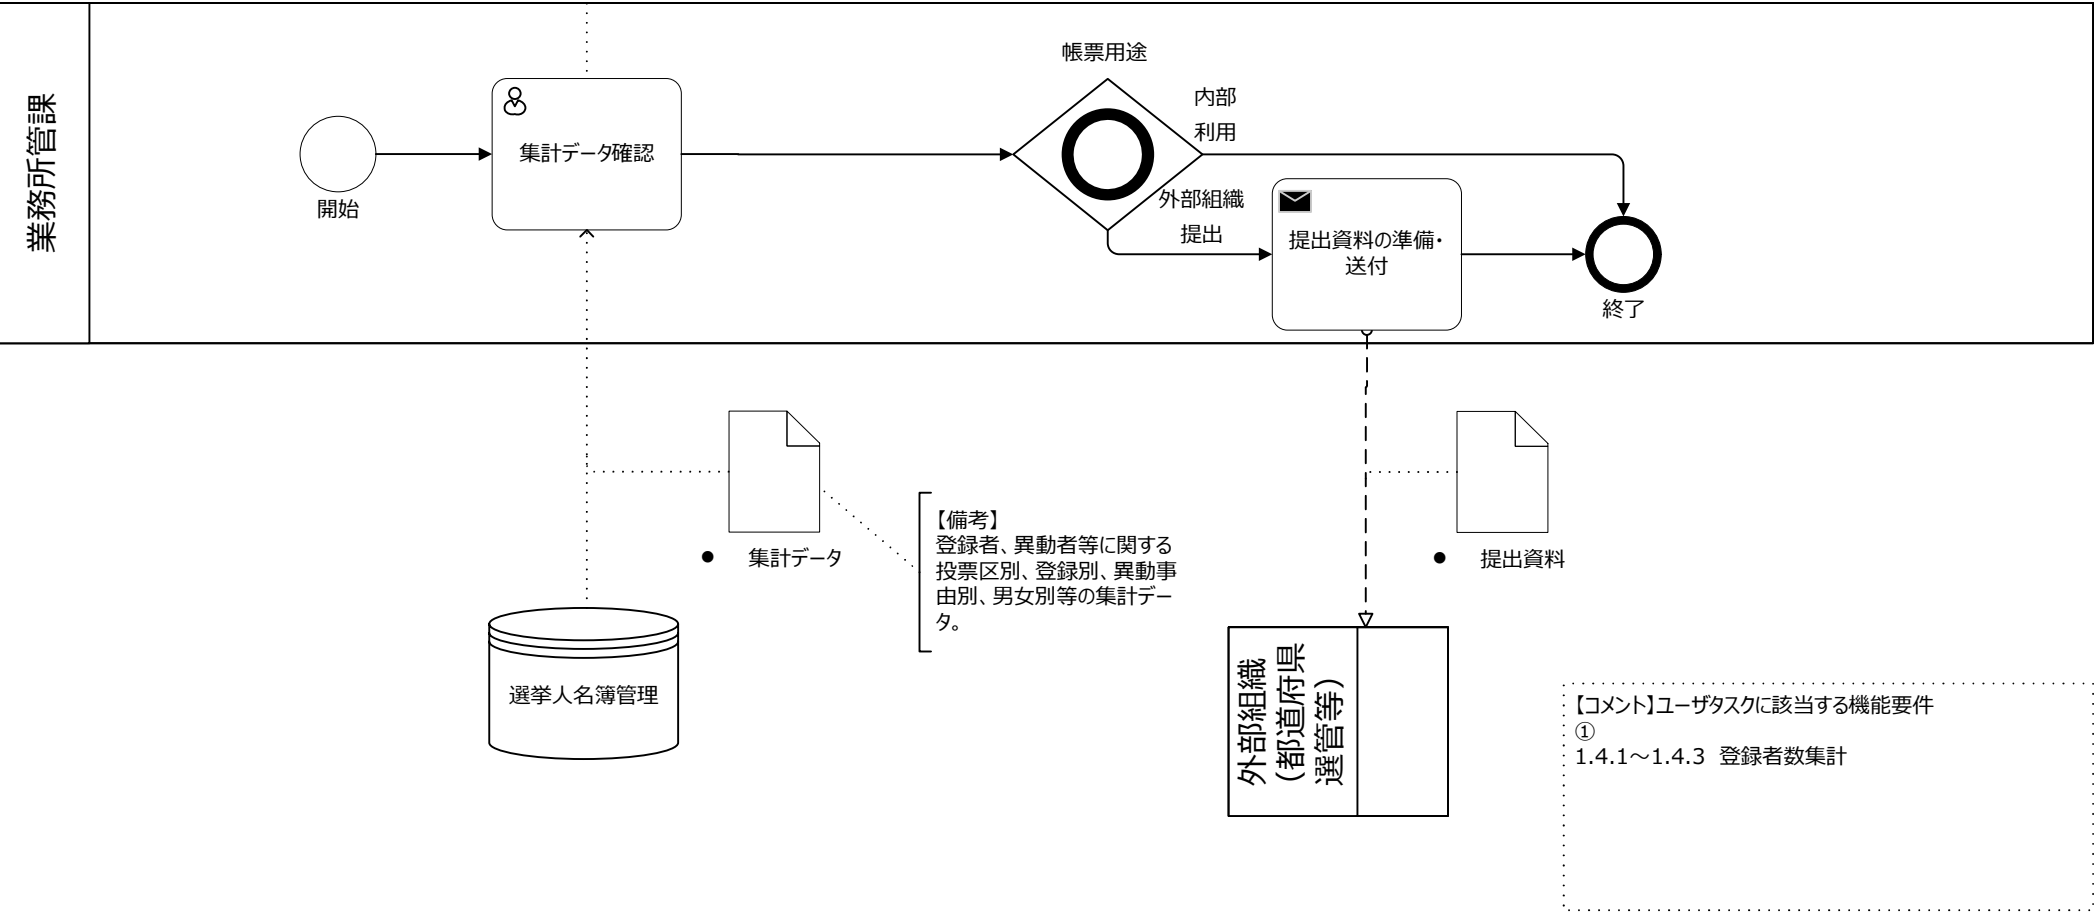 業務所管課
開始
集計データ確認
帳票用途
内部
利用
外部組織
提出
提出資料の準備・
送付
終了
● 集計データ
【備考】
登録者、異動者等に関する
投票区別、登録別、異動事
由別、男女別等の集計デー
タ。
● 提出資料
選挙人名簿管理
外部組織
（都道府県
選管等）
【コメント】ユーザタスクに該当する機能要件
①
1.4.1～1.4.3 登録者数集計